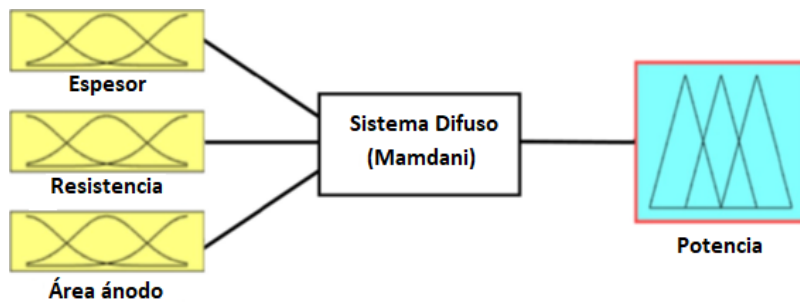 Espesor
Resistencia
Área ánodo
Sistema Difuso
(Mamdani)
Potencia